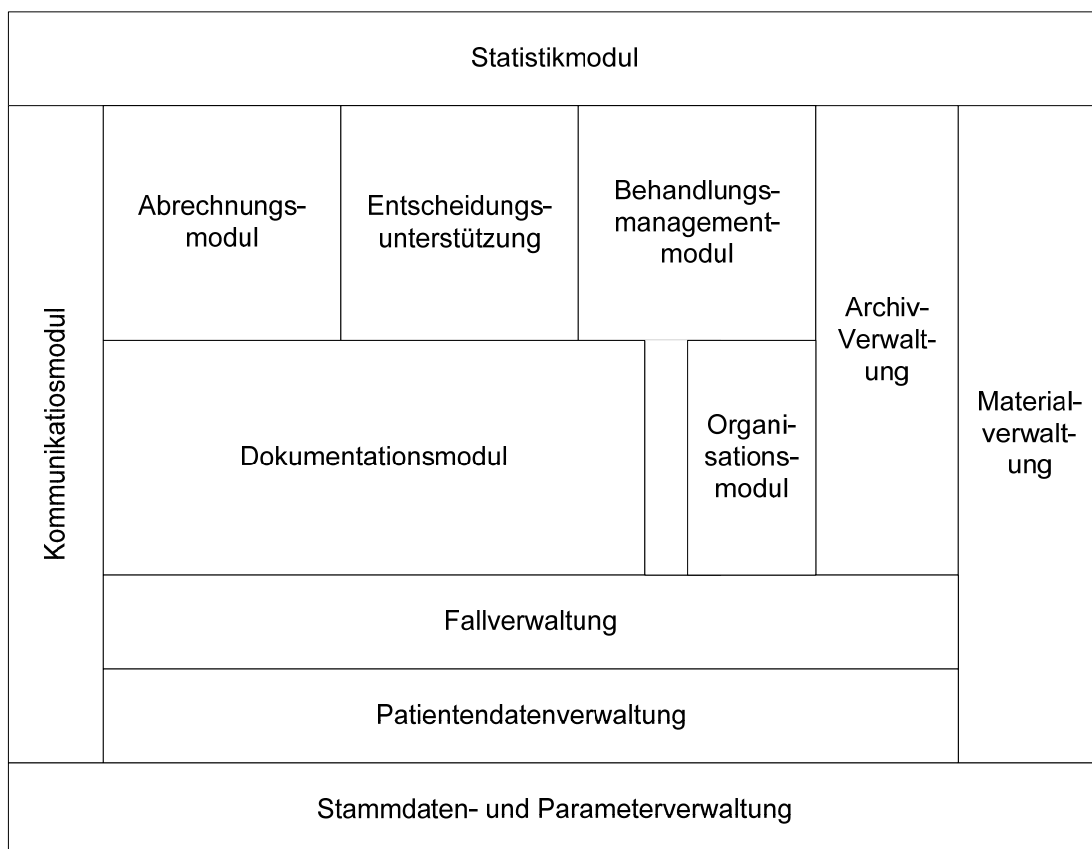 Statistikmodul
Kommunikatiosmodul
Abrechnungs-
modul
Entscheidungs-
unterstützung
Behandlungs-
management-
modul
Archiv-
Verwalt-
ung
Material-
verwalt-
ung
Dokumentationsmodul
Organi-
sations-
modul
Fallverwaltung
Patientendatenverwaltung
Stammdaten- und Parameterverwaltung